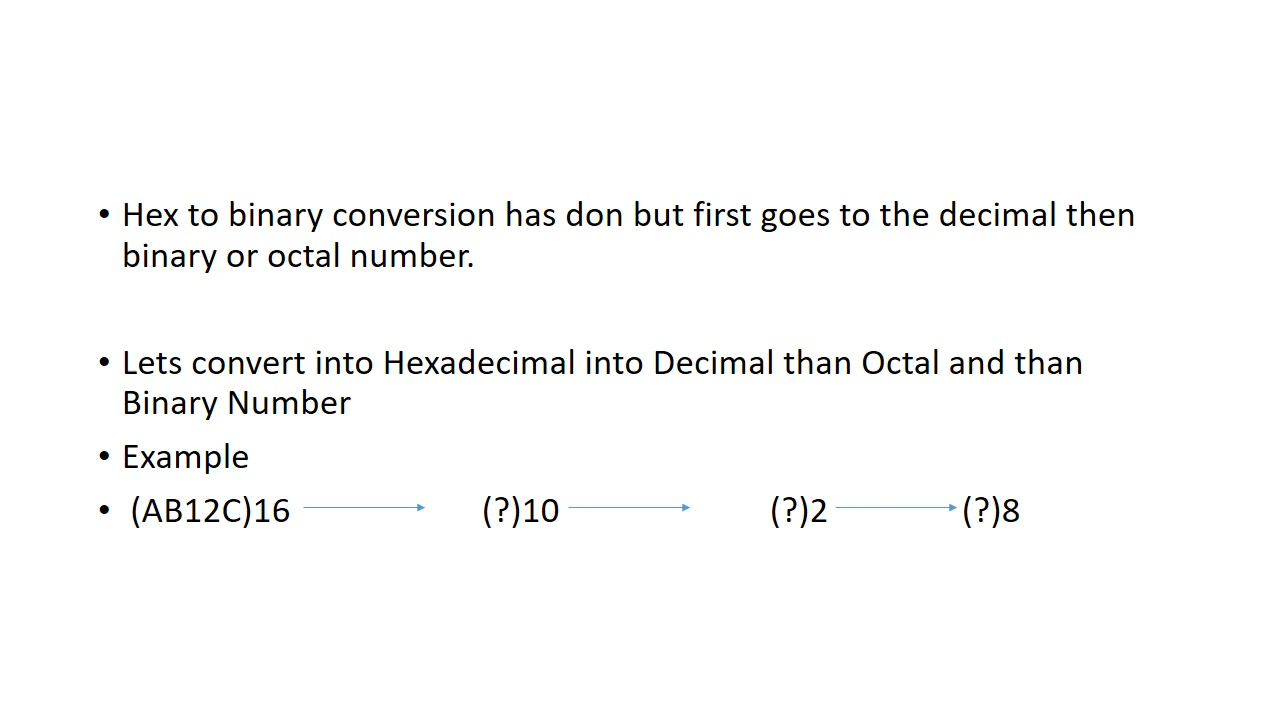 • Hex to binary conversion has don but first goes to the decimal then
binary or octal number.
• Lets convert into Hexadecimal into Decimal than Octal and than
Binary Number
• Example
• (AB12C)16 (?)10 (?)2 (?)8